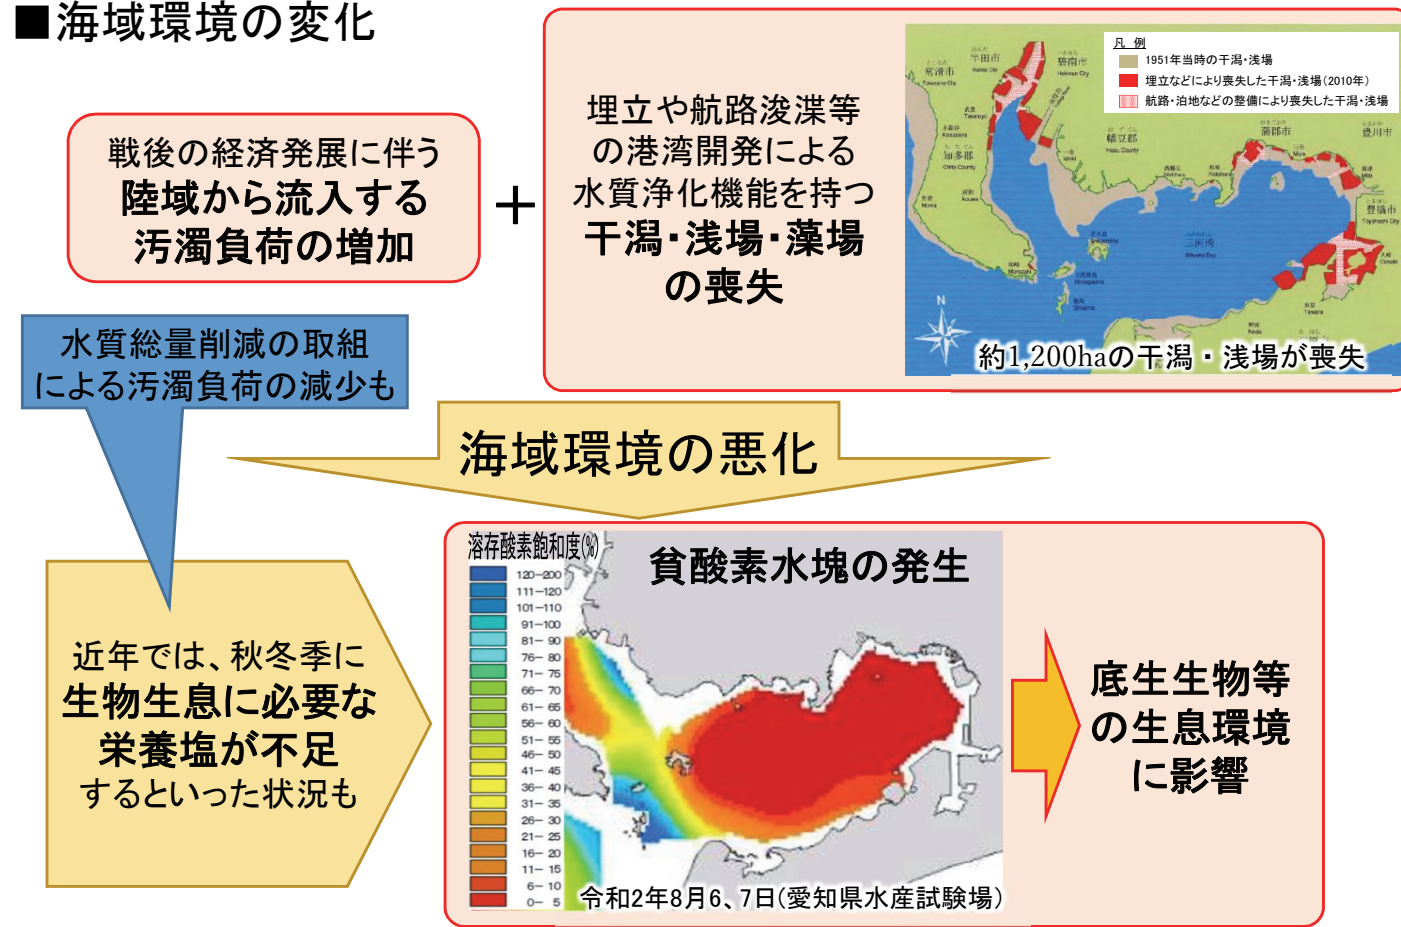 ■海域環境の変化
戦後の経済発展に伴う
陸域から流入する
汚濁負荷の増加
＋
埋立や航路浚渫等
の港湾開発による
水質浄化機能を持つ
干潟・浅場・藻場
の喪失
凡 例
1951年当時の干潟・浅場
埋立などにより喪失した干潟・浅場（2010年）
航路・泊地などの整備により喪失した干潟・浅場
半田市
Handa City
常滑市
碧南市
Hekinan City
知多郡
Chita County
幡豆郡
Hazu County
蒲郡市
豊川市
豊橋市
Toyohashi City
三河湾
Mikawa Bay
N
約1,200haの干潟・浅場が喪失
水質総量削減の取組
による汚濁負荷の減少も
海域環境の悪化
近年では、秋冬季に
生物生息に必要な
栄養塩が不足
するといった状況も
溶存酸素飽和度(%)
120-200
111-120
101-110
91-100
81- 90
76- 80
71- 75
66- 70
61- 65
56- 60
51- 55
46- 50
41- 45
36- 40
31- 35
26- 30
21- 25
16- 20
11- 15
6- 10
0- 5
貧酸素水塊の発生
令和2年8月6、7日(愛知県水産試験場)
底生生物等
の生息環境
に影響